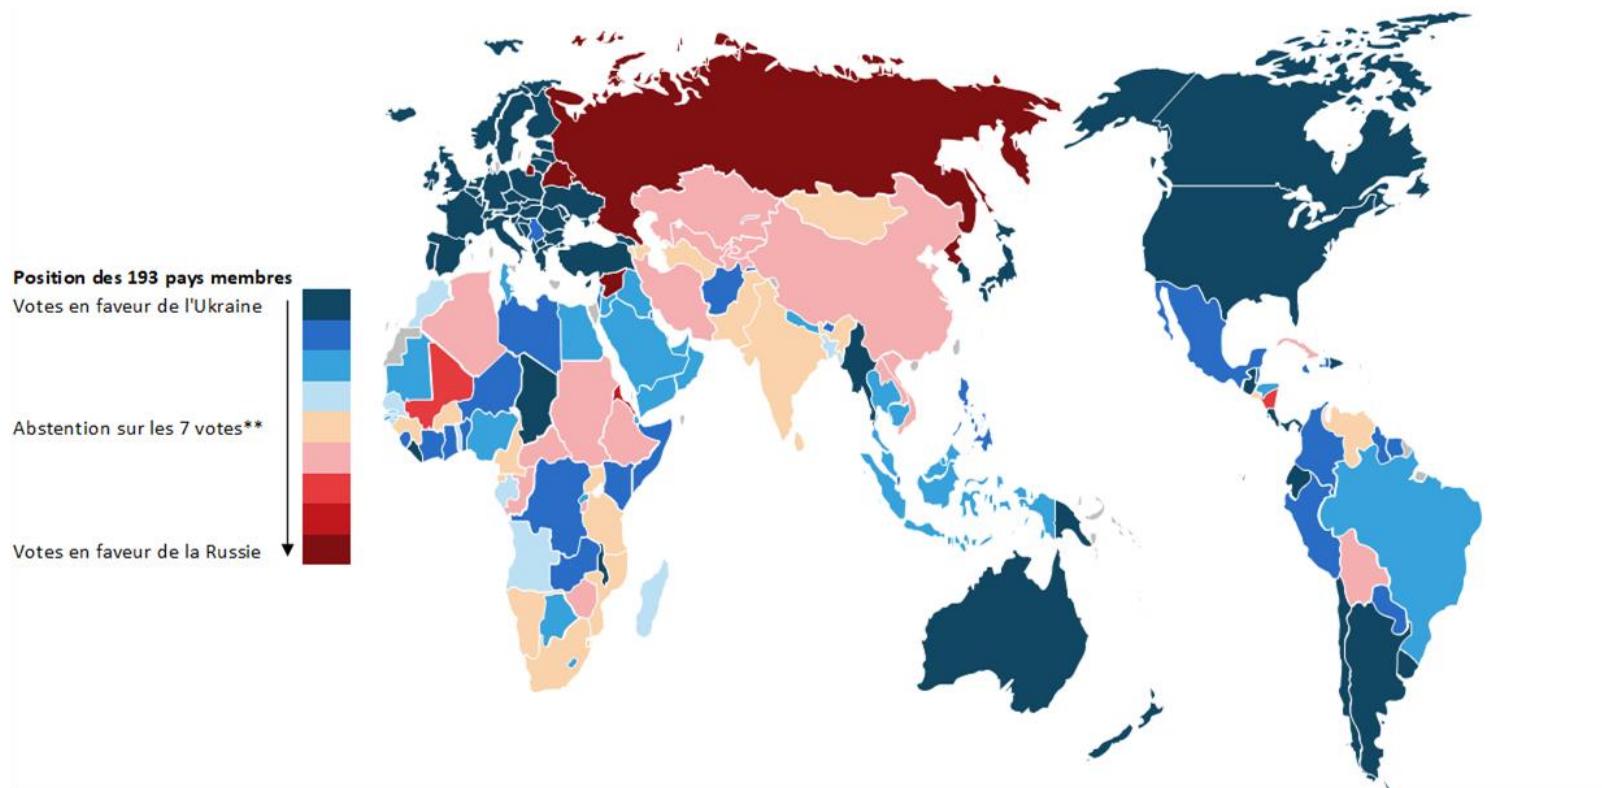 Position des 193 pays membres
Votes en faveur de l'Ukraine
Abstention sur les 7 votes**
Votes en faveur de la Russie